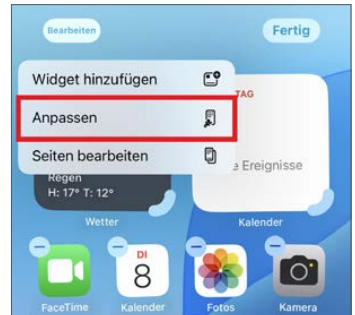 Bearbeiten
Fertig
Widget hinzufügen
TAG
Anpassen
Seiten bearbeiten
e Ereignisse
Regen
H: 17° T: 12°
Wetter
Kalender
DI
8
FaceTime
Kalender
Fotos
Kamera